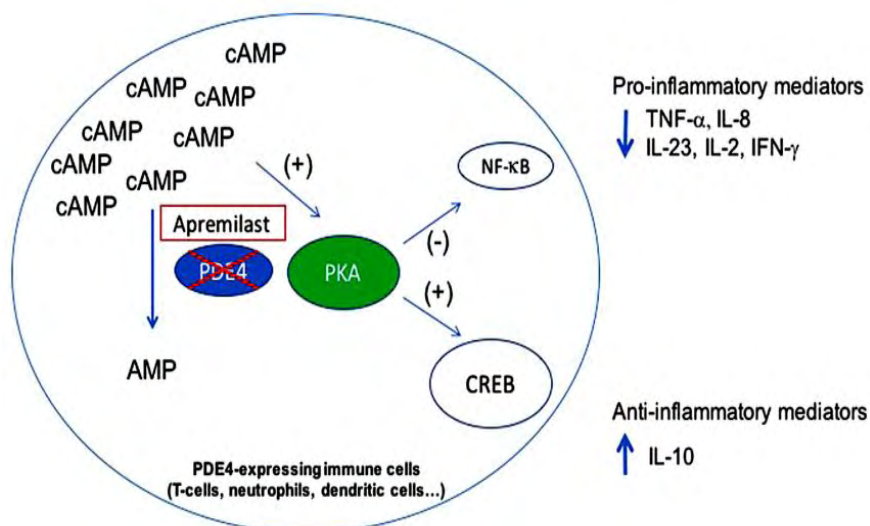 cAMP
cAMP
cAMP
cAMP
cAMP
cAMP
cAMP
cAMP
(+)
Apremilast
PDE4
PKA
NF-κB
(-)
(+)
CREB
AMP
PDE4-expressing immune cells
(T-cells, neutrophils, dendritic cells...)
Pro-inflammatory mediators
TNF-α, IL-8
IL-23, IL-2, IFN-γ
Anti-inflammatory mediators
IL-10